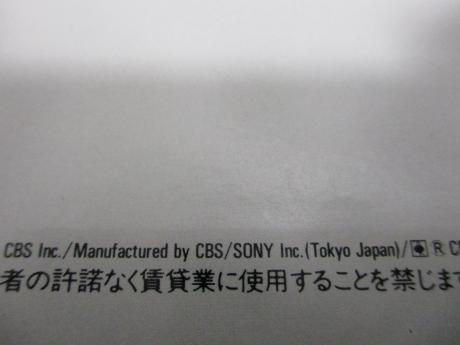 CBS Inc./Manufactured by CBS/SONY Inc.(Tokyo Japan)/ R C
者の許諾なく賃貸業に使用することを禁じます